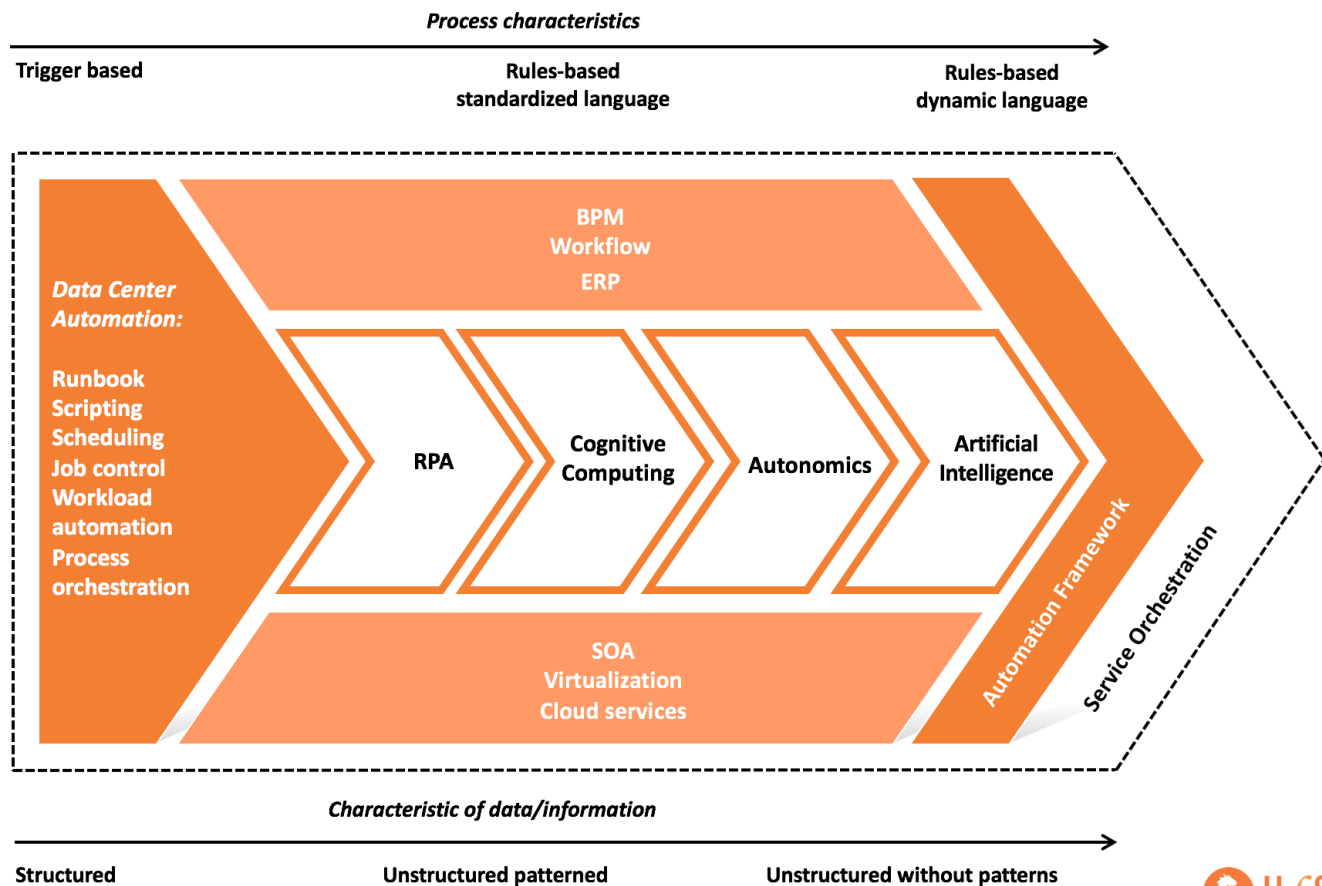 Process characteristics
Trigger based
Rules-based
standardized language
Rules-based
dynamic language
Data Center
Automation:
Runbook
Scripting
Scheduling
Job control
Workload
automation
Process
orchestration
BPM
Workflow
ERP
RPA
Cognitive
Computing
Autonomics
Artificial
Intelligence
SOA
Virtualization
Cloud services
Automation Framework
Service Orchestration
Characteristic of data/information
Structured
Unstructured patterned
Unstructured without patterns